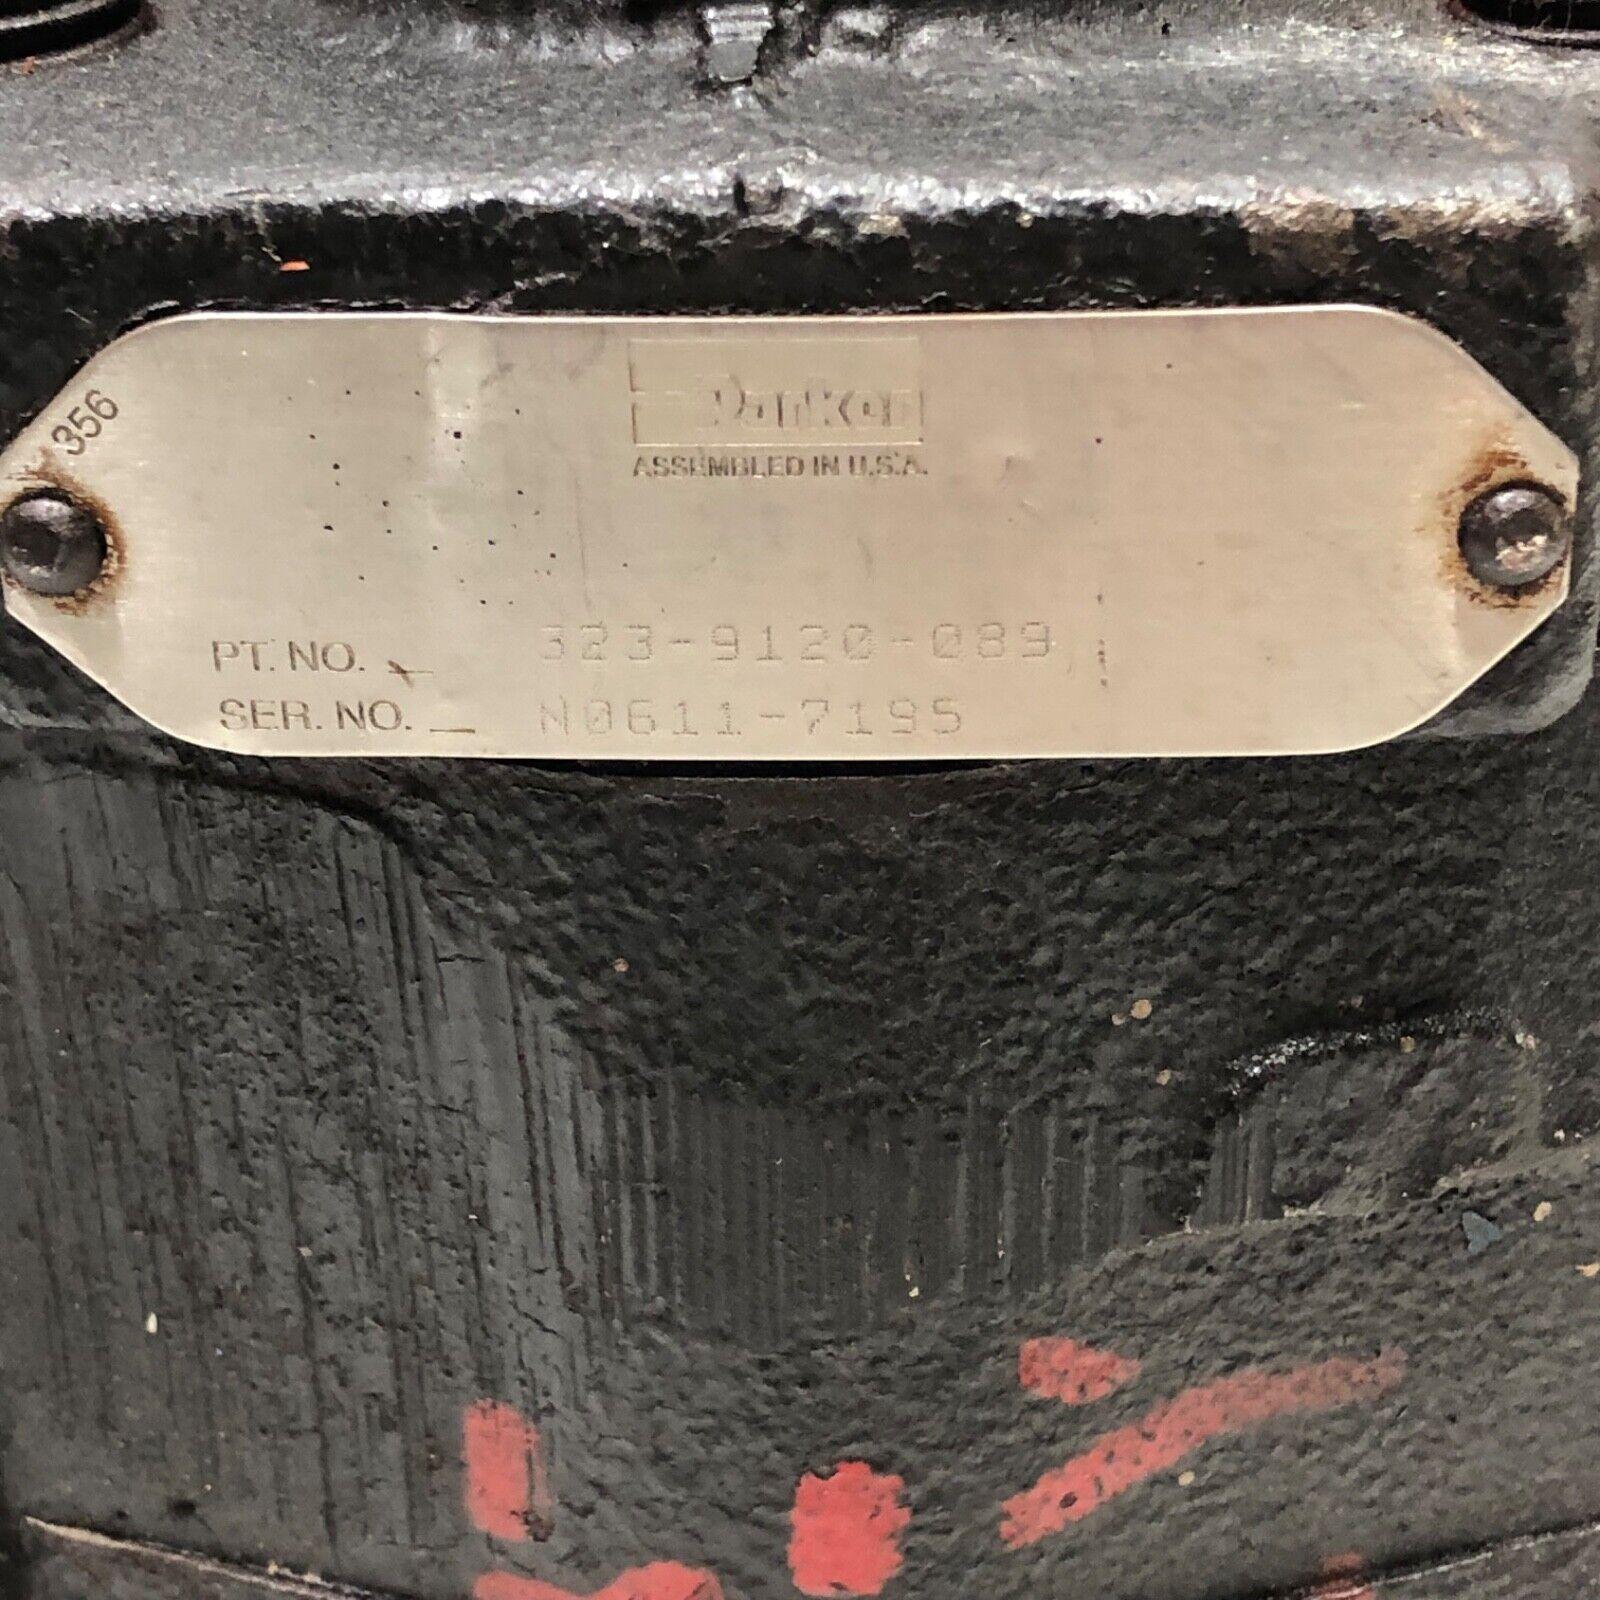 356
Parker
ASSEMBLED IN U.S.A.
PT. NO. 323-9120-089
SER. NO. N0611-7195